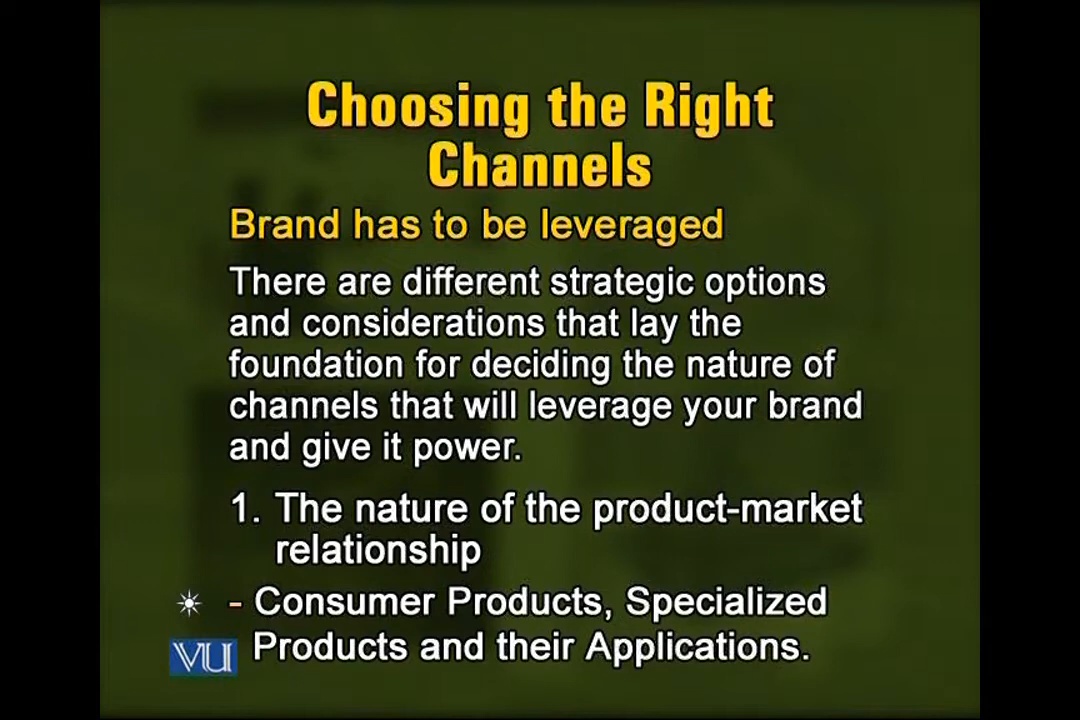 Choosing the Right
Channels
Brand has to be leveraged
There are different strategic options
and considerations that lay the
foundation for deciding the nature of
channels that will leverage your brand
and give it power.
1. The nature of the product-market
relationship
- Consumer Products, Specialized
Products and their Applications.
VU